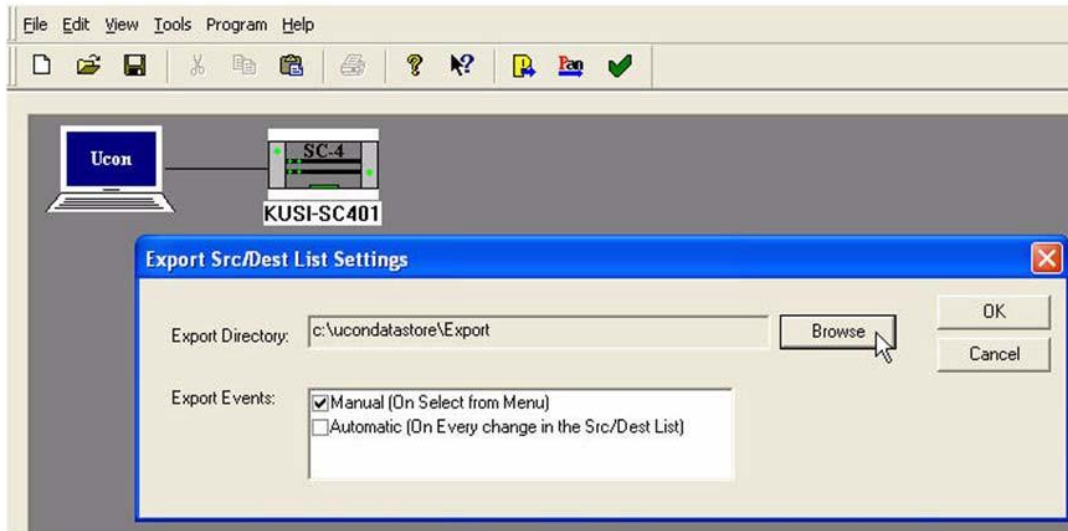 File Edit View Tools Program Help
Pan
Ucon
SC-4
KUSI-SC401
Export Src/Dest List Settings
Export Directory: c:\ucondatastore\Export Browse OK
Cancel
Export Events: Manual (On Select from Menu)
Automatic (On Every change in the Src/Dest List)